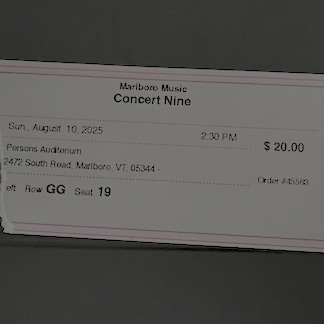 Marlboro Music
Concert Nine
Sun., August 10, 2025 2:30 PM
$ 20.00
Persons Auditorium
2472 South Road, Marlboro, VT, 05344
Order #45563
eft Row GG Seat 19